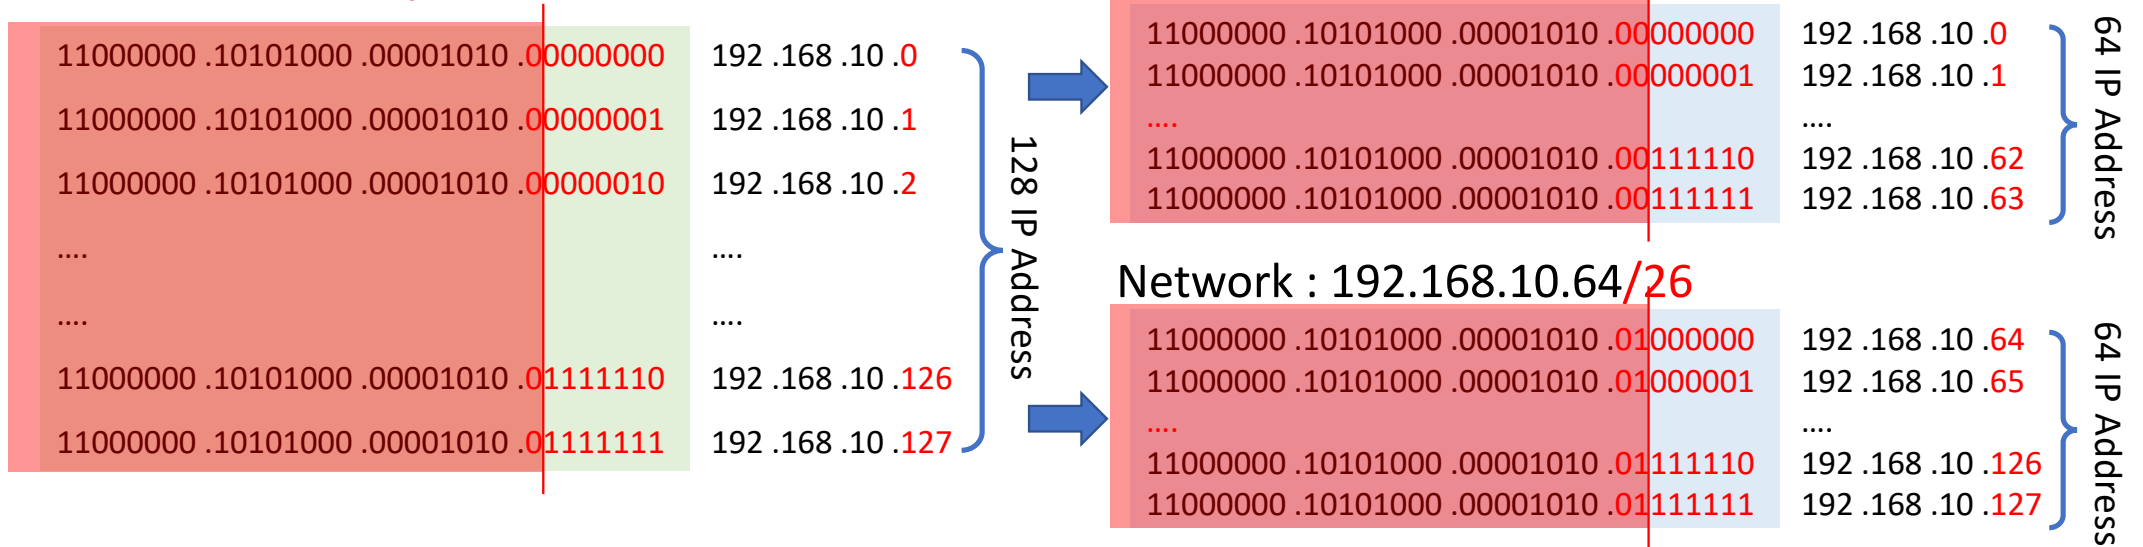 11000000 .10101000 .00001010 .00000000 192 .168 .10 .0
11000000 .10101000 .00001010 .00000001 192 .168 .10 .1
11000000 .10101000 .00001010 .00000010 192 .168 .10 .2
.... ....
.... ....
11000000 .10101000 .00001010 .01111110 192 .168 .10 .126
11000000 .10101000 .00001010 .01111111 192 .168 .10 .127
128 IP Address
11000000 .10101000 .00001010 .00000000 192 .168 .10 .0
11000000 .10101000 .00001010 .00000001 192 .168 .10 .1
.... ....
11000000 .10101000 .00001010 .00111110 192 .168 .10 .62
11000000 .10101000 .00001010 .00111111 192 .168 .10 .63
64 IP Address
Network : 192.168.10.64/26
11000000 .10101000 .00001010 .01000000 192 .168 .10 .64
11000000 .10101000 .00001010 .01000001 192 .168 .10 .65
.... ....
11000000 .10101000 .00001010 .01111110 192 .168 .10 .126
11000000 .10101000 .00001010 .01111111 192 .168 .10 .127
64 IP Address